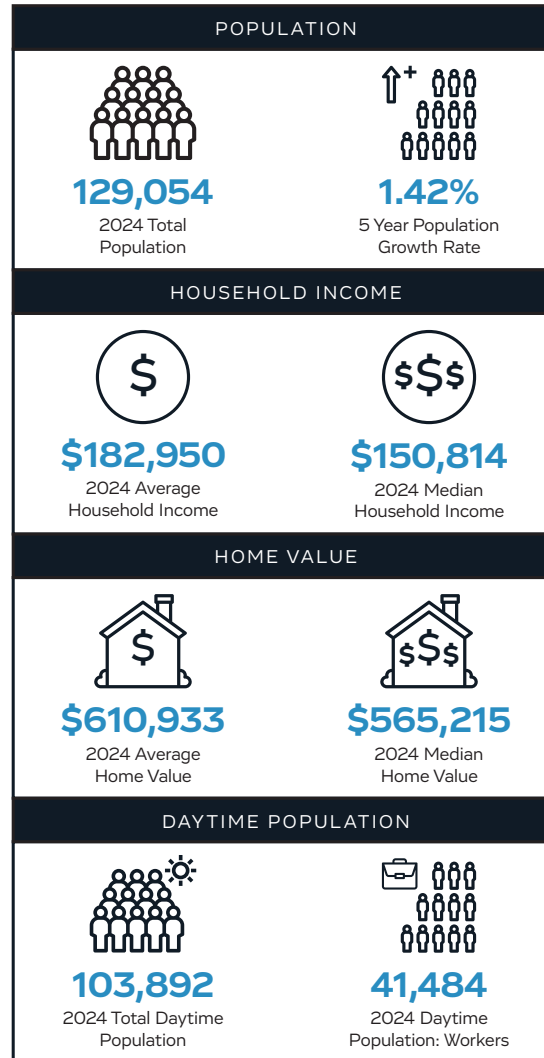 POPULATION
129,054
2024 Total
Population
1.42%
5 Year Population
Growth Rate
HOUSEHOLD INCOME
$
$182,950
2024 Average
Household Income
$$$
$150,814
2024 Median
Household Income
HOME VALUE
$
$610,933
2024 Average
Home Value
$$$
$565,215
2024 Median
Home Value
DAYTIME POPULATION
103,892
2024 Total Daytime
Population
41,484
2024 Daytime
Population: Workers